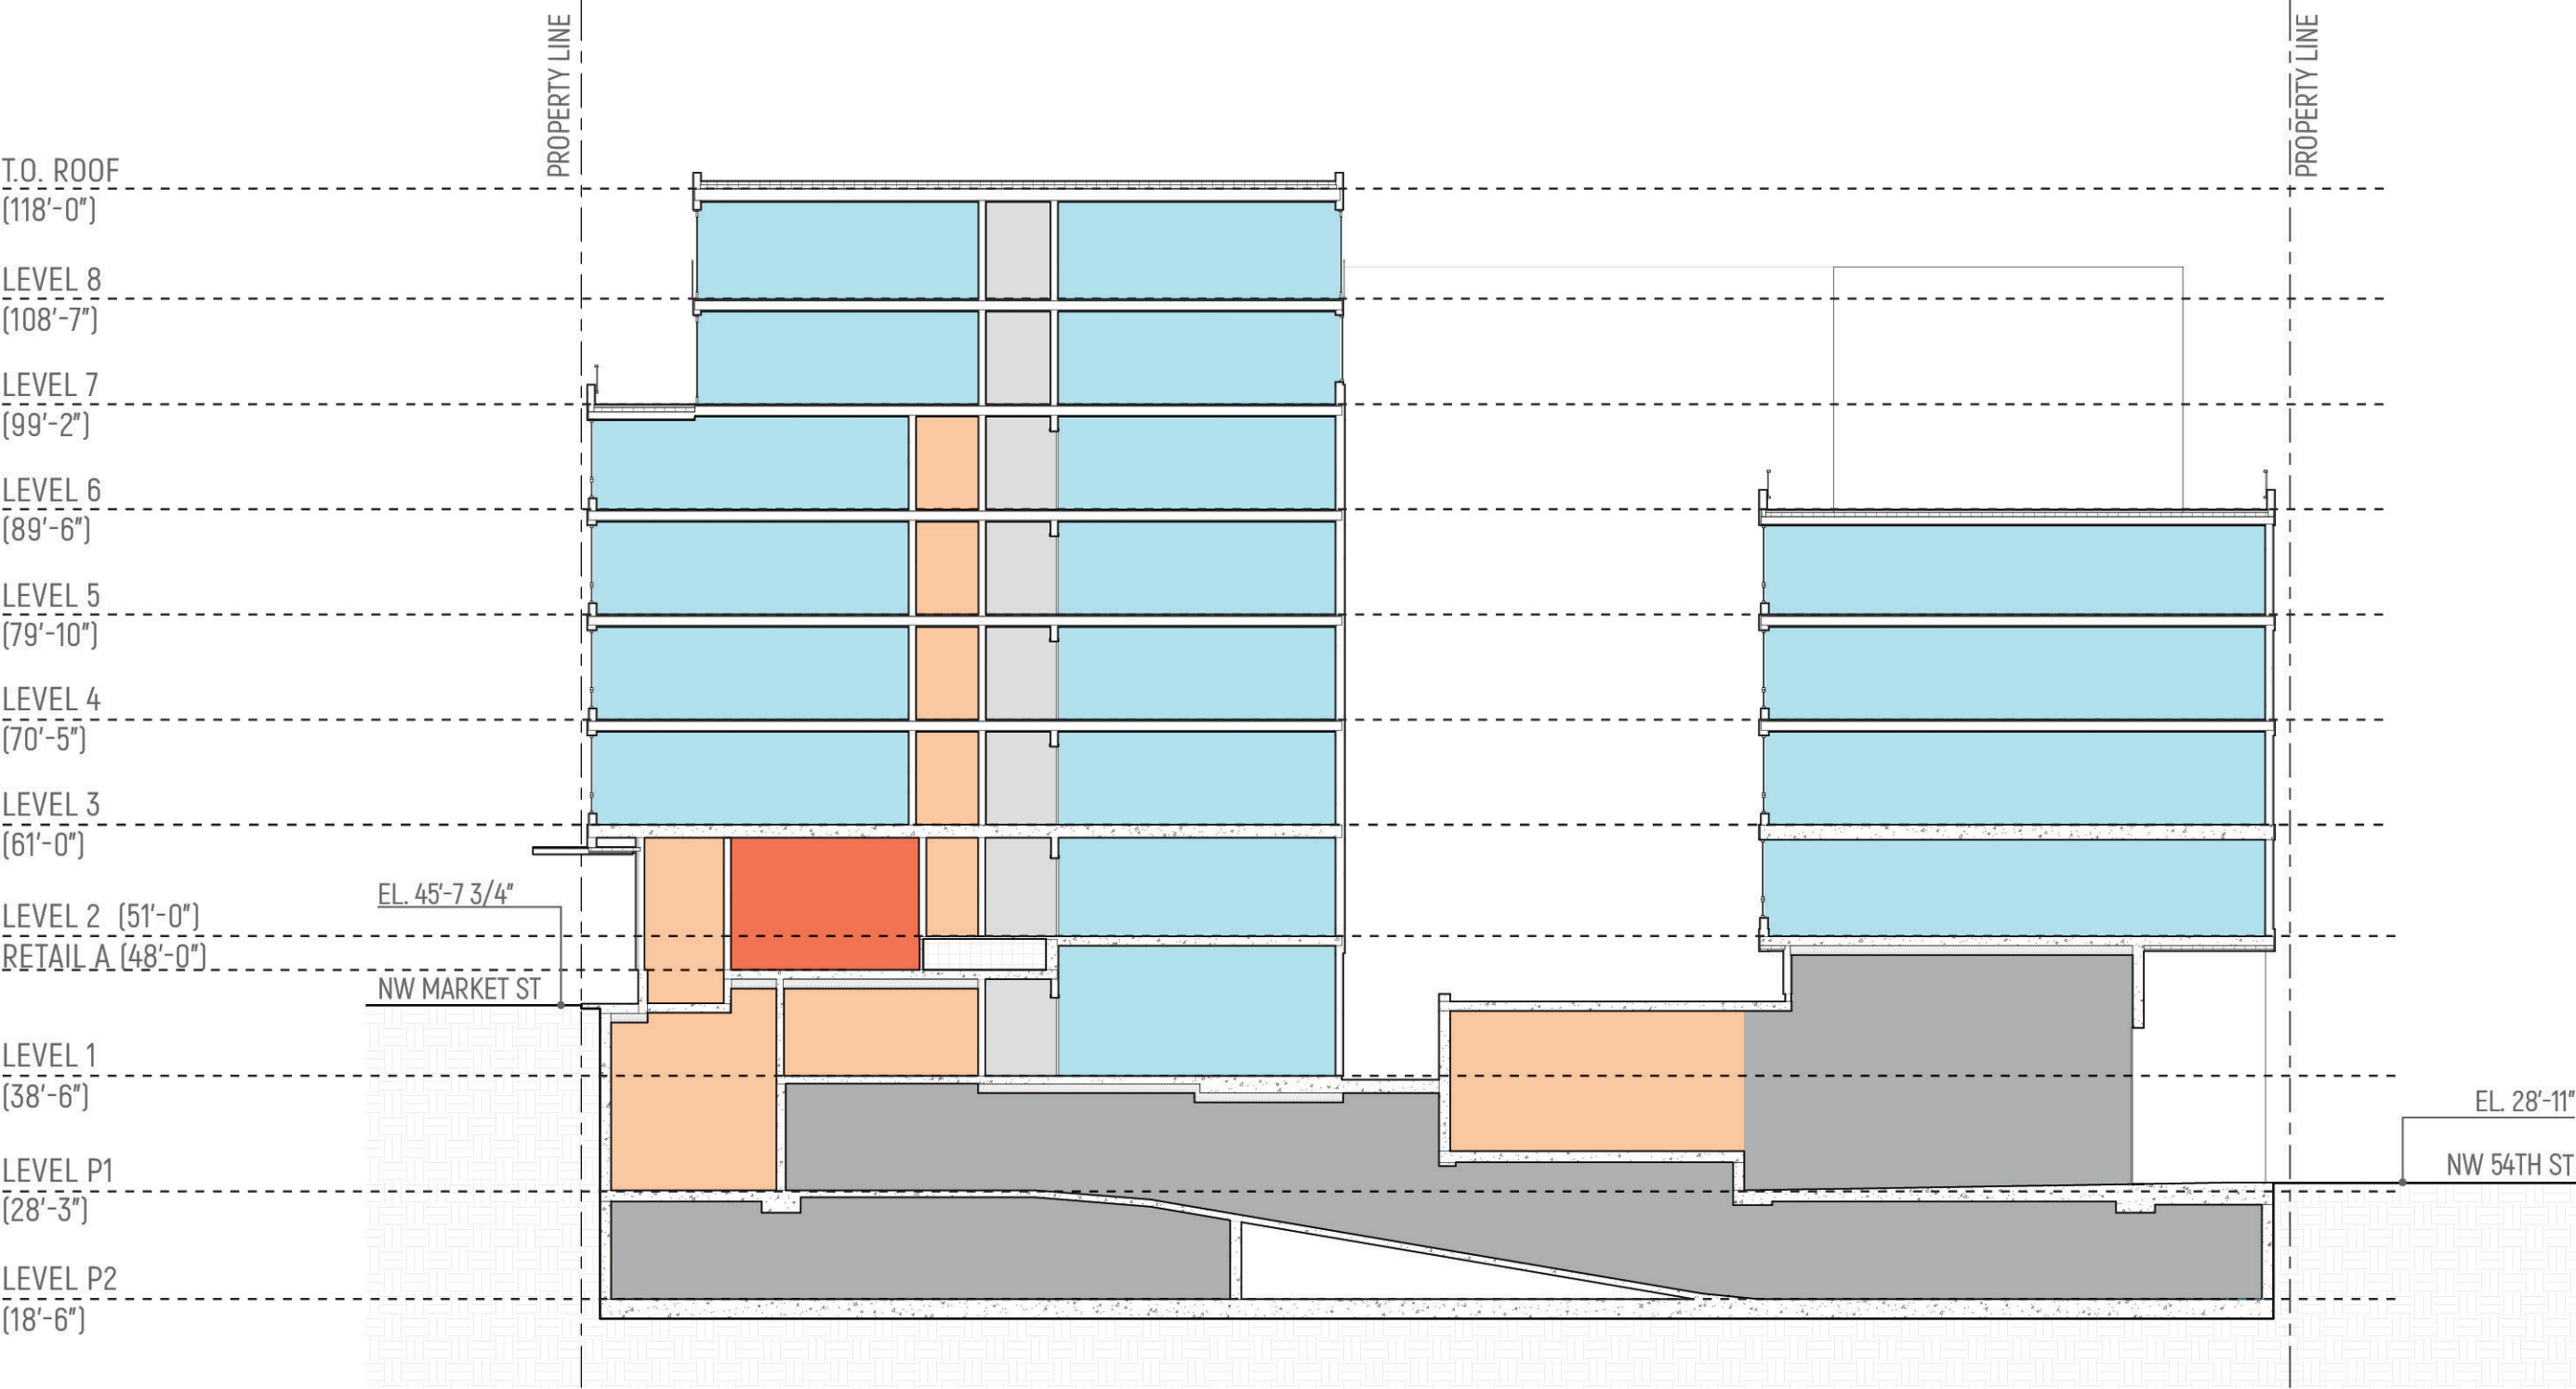 PROPERTY LINE
PROPERTY LINE
T.O. ROOF
(118'-0")
LEVEL 8
(108'-7")
LEVEL 7
(99'-2")
LEVEL 6
(89'-6")
LEVEL 5
(79'-10")
LEVEL 4
(70'-5")
LEVEL 3
(61'-0")
EL. 45'-7 3/4"
LEVEL 2 (51'-0")
RETAIL A (48'-0")
NW MARKET ST
LEVEL 1
(38'-6")
EL. 28'-11"
LEVEL P1
NW 54TH ST
(28'-3")
LEVEL P2
(18'-6")